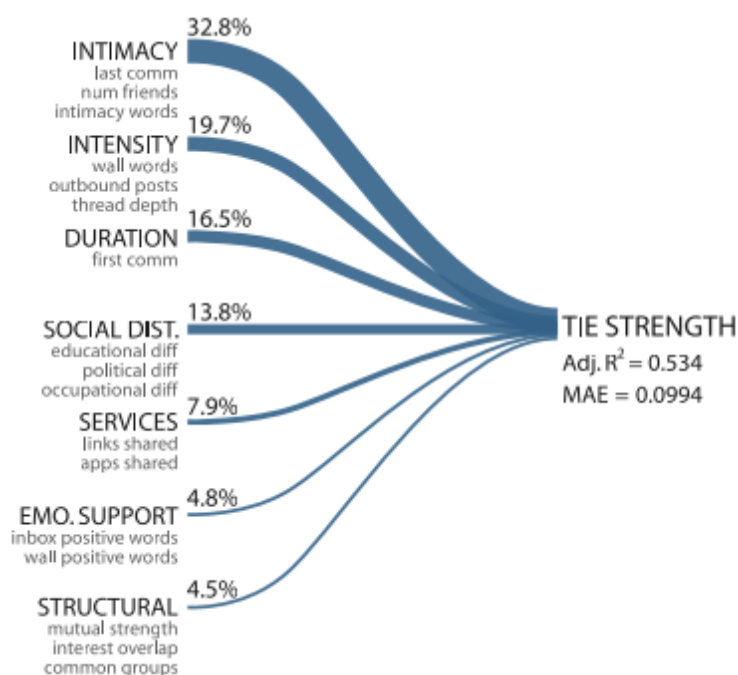 32.8%
INTIMACY
last comm
num friends
intimacy words
19.7%
INTENSITY
wall words
outbound posts
thread depth
16.5%
DURATION
first comm
13.8%
SOCIAL DIST.
educational diff
political diff
occupational diff
7.9%
SERVICES
links shared
apps shared
4.8%
EMO. SUPPORT
inbox positive words
wall positive words
4.5%
STRUCTURAL
mutual strength
interest overlap
common groups
TIE STRENGTH
Adj. R² = 0.534
MAE = 0.0994